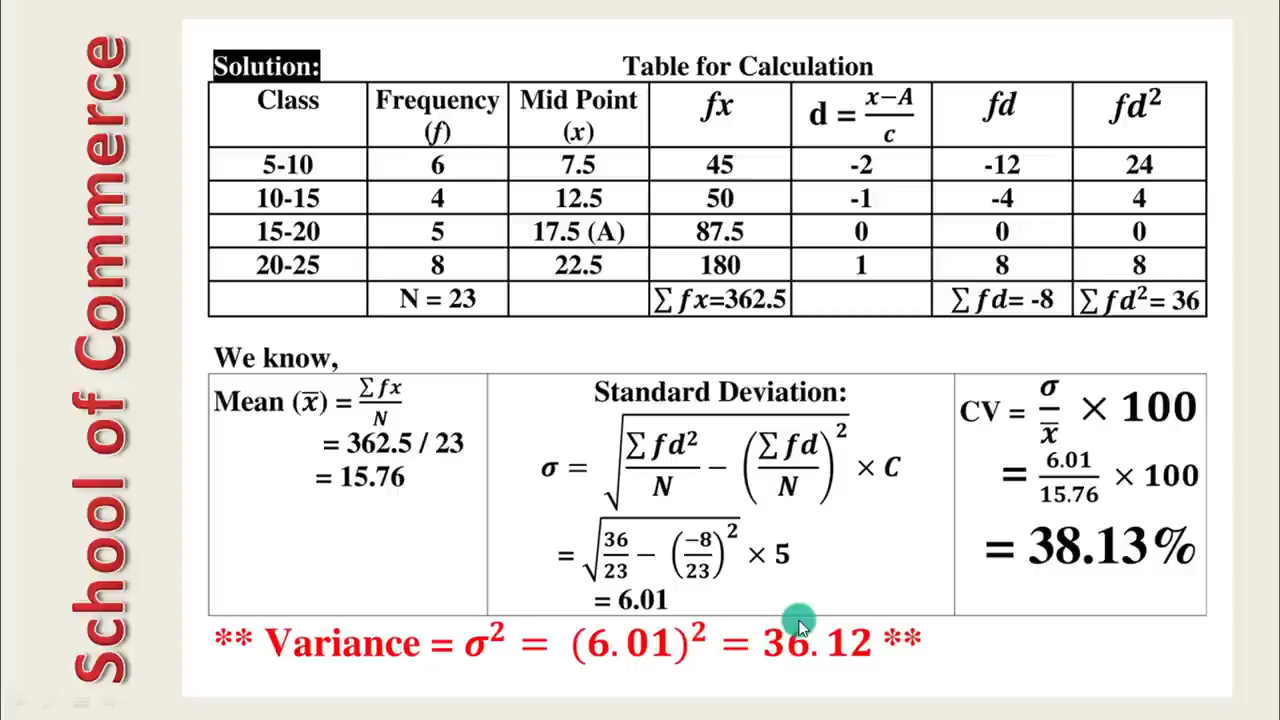 School of Commerce
Solution:
Table for Calculation
Class Frequency (f) Mid Point (x) fx d = x−A/c fd fd²
5-10 6 7.5 45 -2 -12 24
10-15 4 12.5 50 -1 -4 4
15-20 5 17.5 (A) 87.5 0 0 0
20-25 8 22.5 180 1 8 8
N = 23 ∑fx=362.5 ∑fd= -8 ∑fd²= 36
We know,
Mean (x̅) = ∑fx/N
= 362.5 / 23
= 15.76
Standard Deviation:
σ = √(∑fd²/N − (∑fd/N)²) × C
= √(36/23 − (−8/23)²) × 5
= 6.01
CV = σ/x̅ × 100
= 6.01/15.76 × 100
= 38.13%
** Variance = σ² = (6.01)² = 36.12 **